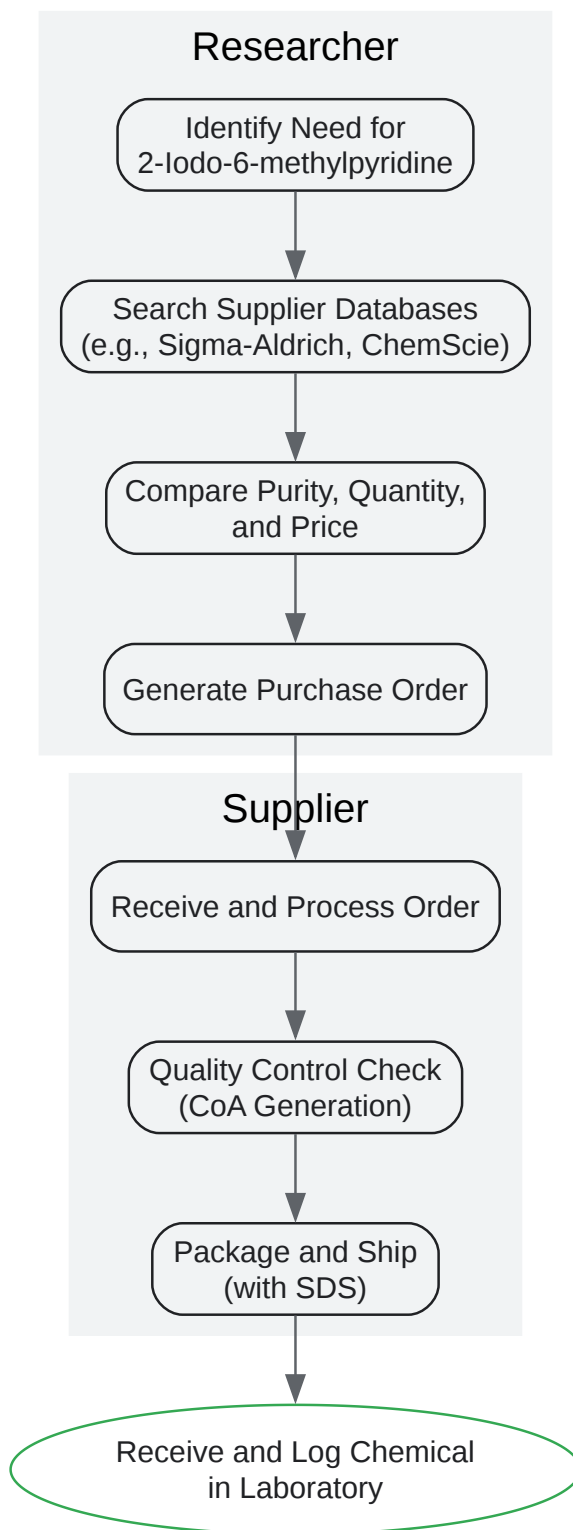 Researcher
Identify Need for
2-Iodo-6-methylpyridine
Search Supplier Databases
(e.g., Sigma-Aldrich, ChemScie)
Compare Purity, Quantity,
and Price
Generate Purchase Order
Supplier
Receive and Process Order
Quality Control Check
(CoA Generation)
Package and Ship
(with SDS)
Receive and Log Chemical
in Laboratory